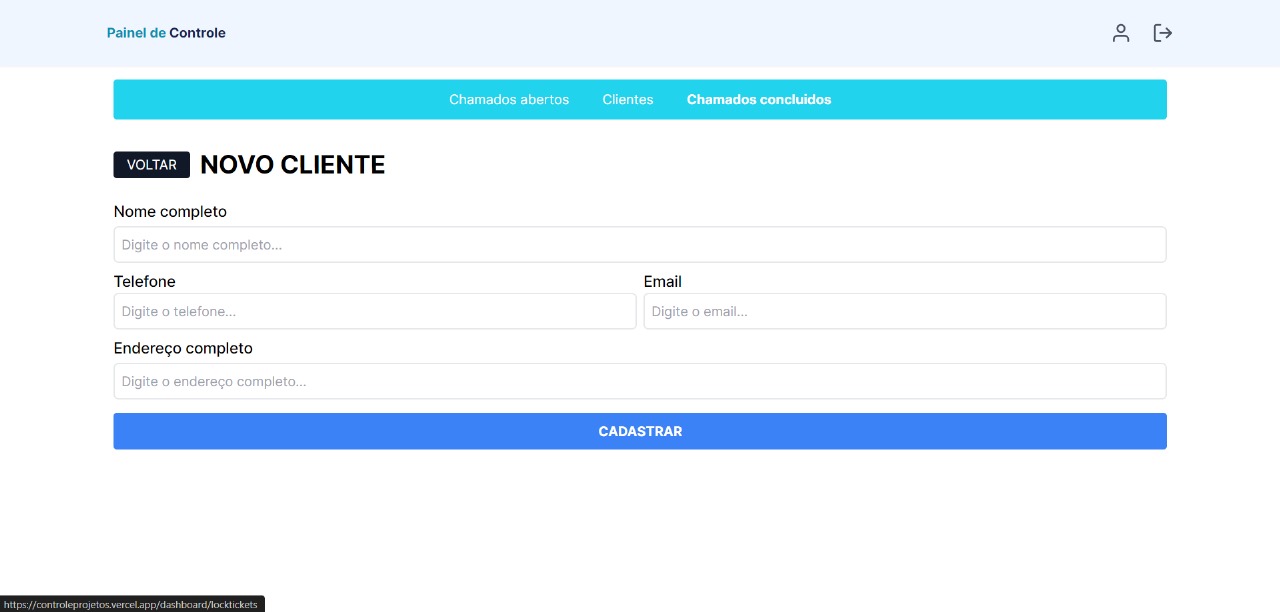 Painel de Controle
Chamados abertos Clientes Chamados concluidos
VOLTAR NOVO CLIENTE
Nome completo
Digite o nome completo...
Telefone Email
Digite o telefone... Digite o email...
Endereço completo
Digite o endereço completo...
CADASTRAR
https://controleprojetos.vercel.app/dashboard/locktickets